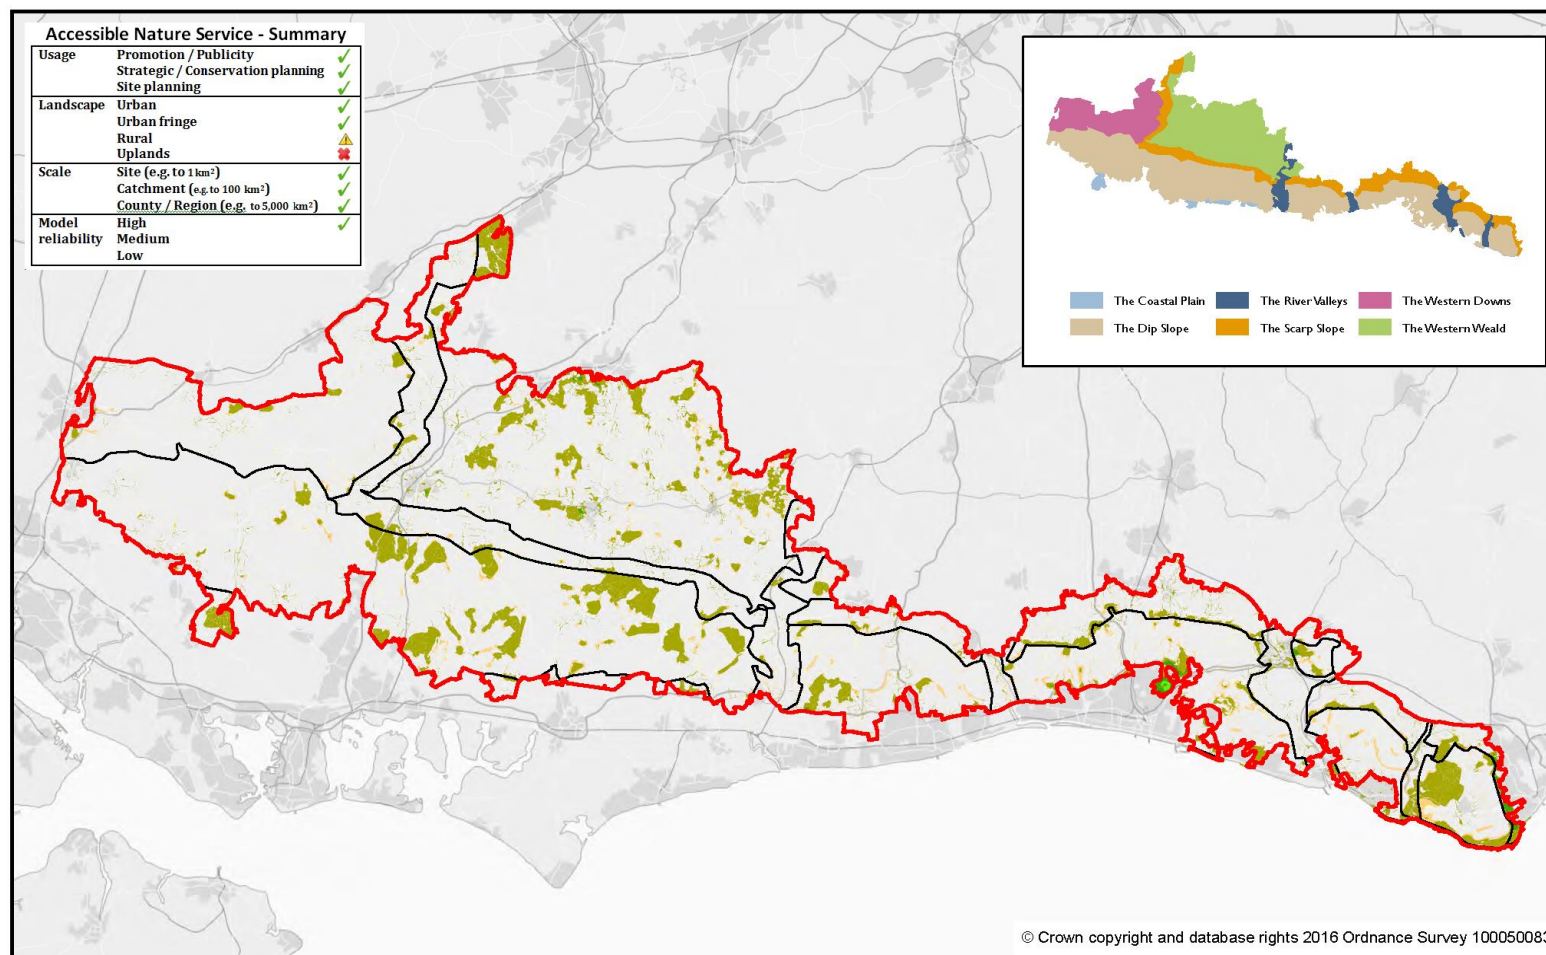 Accessible Nature Service - Summary
Usage Promotion / Publicity ✓
Strategic / Conservation planning ✓
Site planning ✓
Landscape Urban ✓
Urban fringe ✓
Rural ⚠
Uplands ✖
Scale Site (e.g. to 1 km²) ✓
Catchment (e.g. to 100 km²) ✓
County / Region (e.g. to 5,000 km²) ✓
Model High ✓
reliability Medium
Low
The Coastal Plain The River Valleys The Western Downs
The Dip Slope The Scarp Slope The Western Weald
© Crown copyright and database rights 2016 Ordnance Survey 100050083